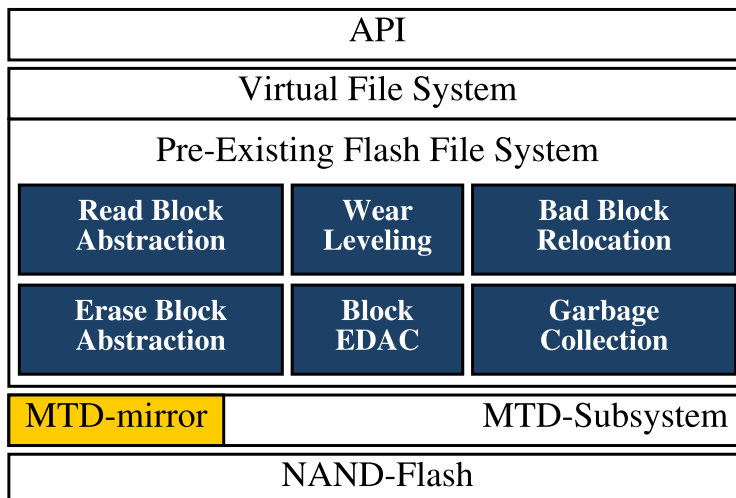 API
Virtual File System
Pre-Existing Flash File System
Read Block
Abstraction
Wear
Leveling
Bad Block
Relocation
Erase Block
Abstraction
Block
EDAC
Garbage
Collection
MTD-mirror
MTD-Subsystem
NAND-Flash